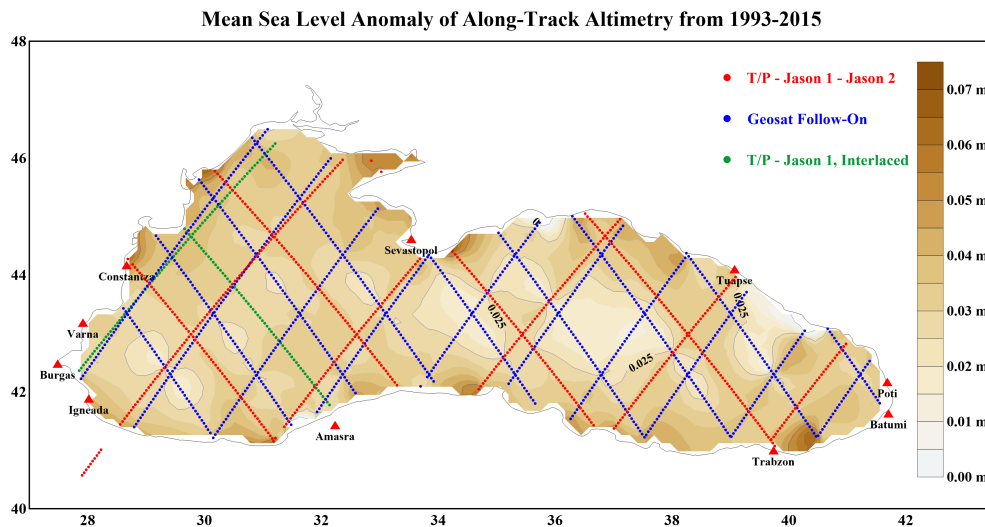 Mean Sea Level Anomaly of Along-Track Altimetry from 1993-2015
48
T/P - Jason 1 - Jason 2
0.07 m
Geosat Follow-On
46
0.06 m
T/P - Jason 1, Interlaced
0.05 m
Sevastopol
44
Constantza
Tuapse
0.04 m
0.025
0.025
Varna
0.03 m
0.025
Burgas
42
Poti
0.02 m
Igneada
Amasra
Batumi
0.01 m
Trabzon
0.00 m
40
28 30 32 34 36 38 40 42